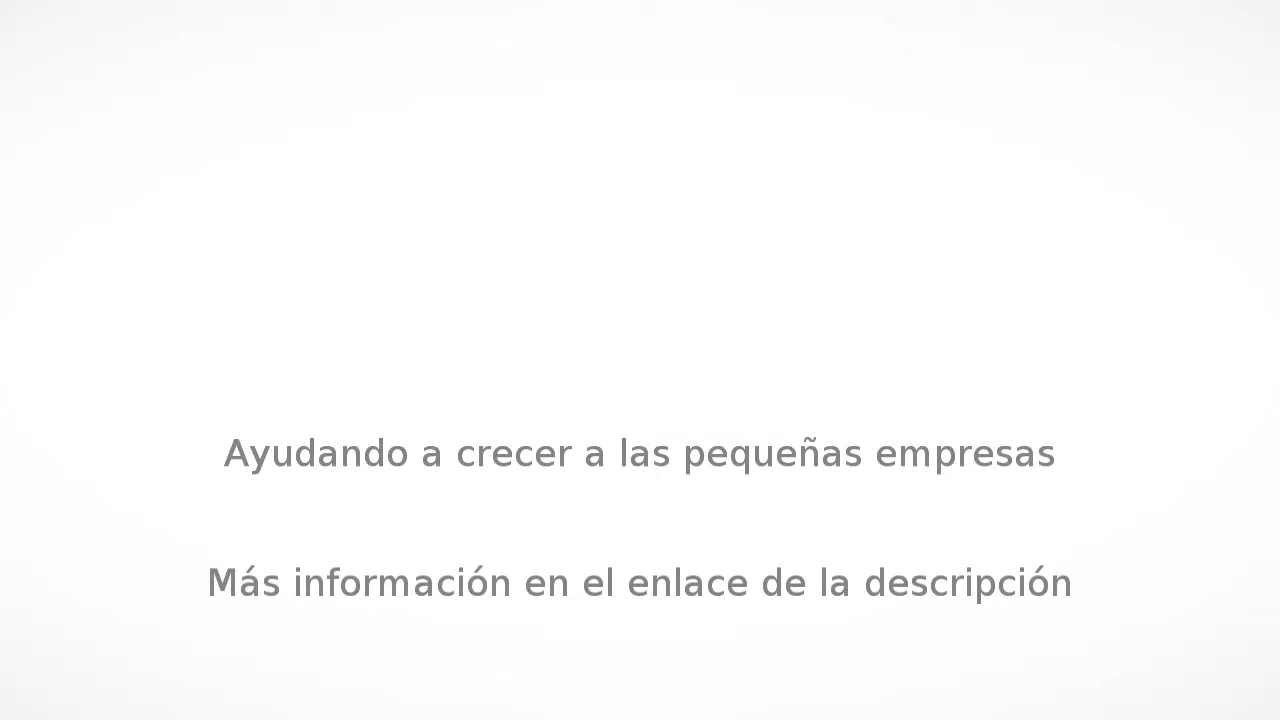 Ayudando a crecer a las pequeñas empresas
Más información en el enlace de la descripción